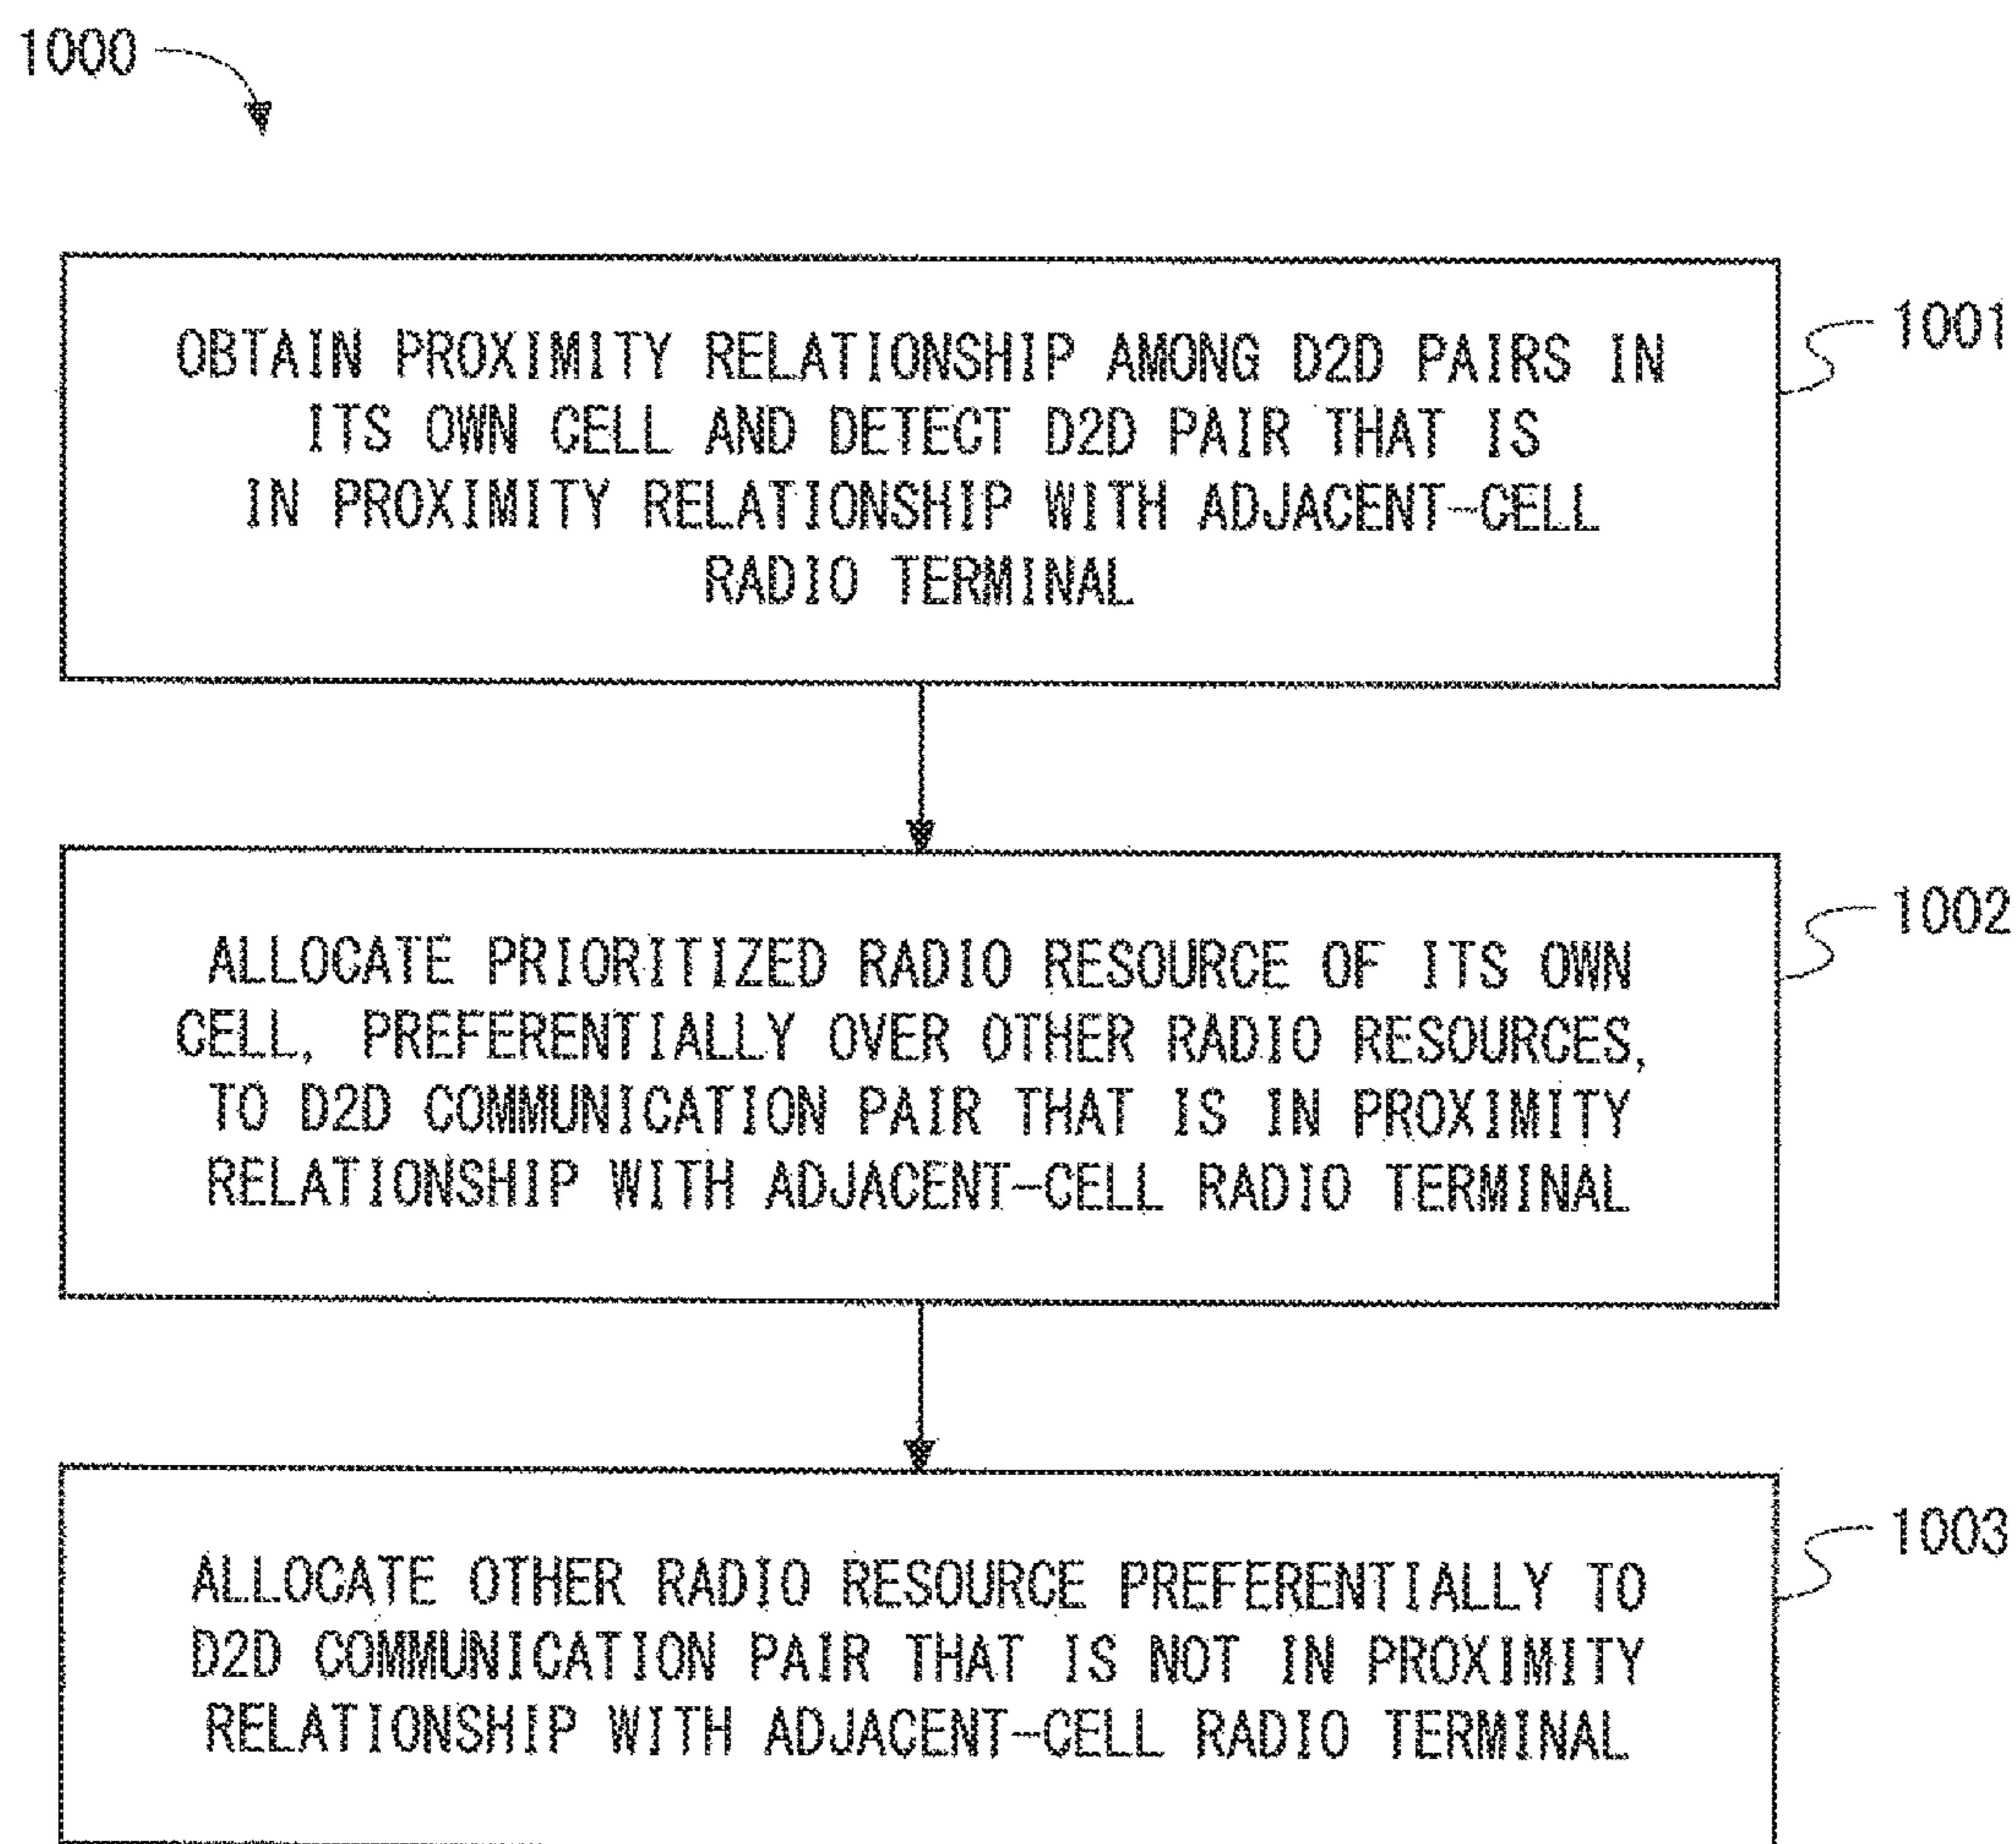 1000
OBTAIN PROXIMITY RELATIONSHIP AMONG D2D PAIRS IN
ITS OWN CELL AND DETECT D2D PAIR THAT IS
IN PROXIMITY RELATIONSHIP WITH ADJACENT-CELL
RADIO TERMINAL
1001
ALLOCATE PRIORITIZED RADIO RESOURCE OF ITS OWN
CELL, PREFERENTIALLY OVER OTHER RADIO RESOURCES,
TO D2D COMMUNICATION PAIR THAT IS IN PROXIMITY
RELATIONSHIP WITH ADJACENT-CELL RADIO TERMINAL
1002
ALLOCATE OTHER RADIO RESOURCE PREFERENTIALLY TO
D2D COMMUNICATION PAIR THAT IS NOT IN PROXIMITY
RELATIONSHIP WITH ADJACENT-CELL RADIO TERMINAL
1003